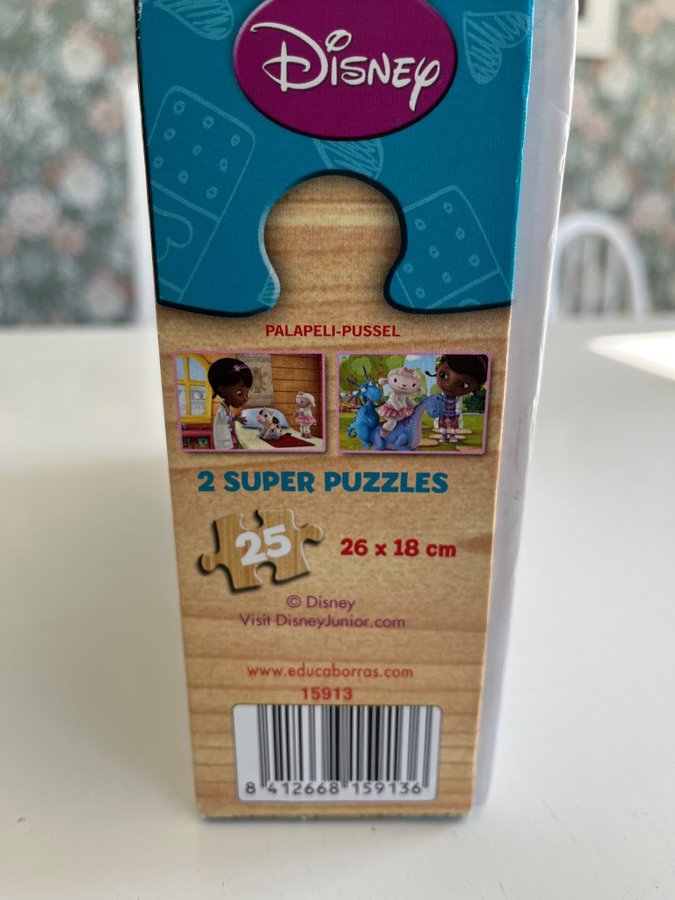 Disney
PALAPELI-PUSSEL
2 SUPER PUZZLES
25
26 x 18 cm
© Disney
Visit DisneyJunior.com
www.educaborras.com
15913
8 412668 159136